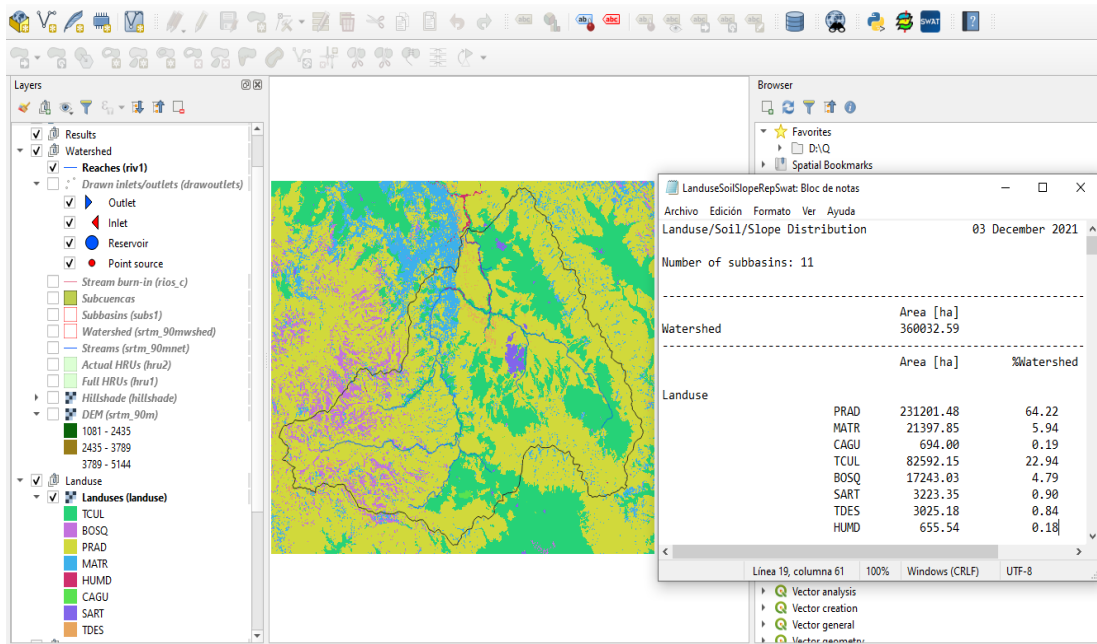 abc
abc
SWAT
?
Layers
Results
Watershed
Reaches (riv1)
Drawn inlets/outlets (drawoutlets)
Outlet
Inlet
Reservoir
Point source
Stream burn-in (rios_c)
Subcuencas
Subbasins (subs1)
Watershed (srtm_90mwshed)
Streams (srtm_90mnet)
Actual HRUs (hru2)
Full HRUs (hru1)
Hillshade (hillshade)
DEM (srtm_90m)
1081 - 2435
2435 - 3789
3789 - 5144
Landuse
Landuses (landuse)
TCUL
BOSQ
PRAD
MATR
HUMD
CAGU
SART
TDES
Browser
Favorites
D:\Q
Spatial Bookmarks
LanduseSoilSlopeRepSwat: Bloc de notas
Archivo Edición Formato Ver Ayuda
Landuse/Soil/Slope Distribution 03 December 2021
Number of subbasins: 11
Area [ha]
Watershed 360032.59
Area [ha] %Watershed
Landuse
PRAD 231201.48 64.22
MATR 21397.85 5.94
CAGU 694.00 0.19
TCUL 82592.15 22.94
BOSQ 17243.03 4.79
SART 3223.35 0.90
TDES 3025.18 0.84
HUMD 655.54 0.18
Línea 19, columna 61 100% Windows (CRLF) UTF-8
Vector analysis
Vector creation
Vector general
Vector geometry